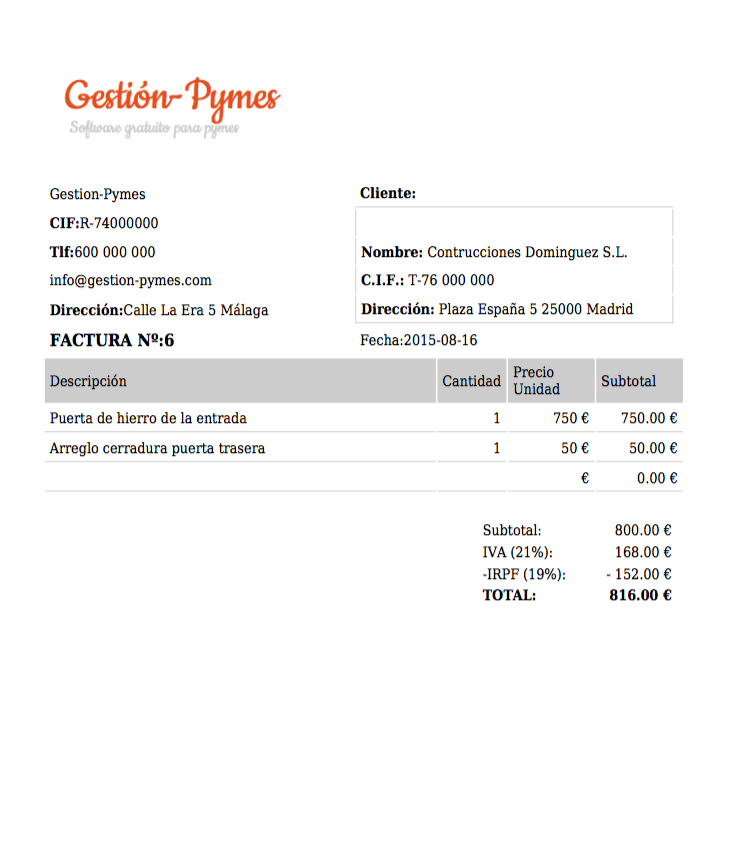 Gestión-Pymes
Software gratuito para pymes
Gestion-Pymes
CIF:R-74000000
Tlf:600 000 000
info@gestion-pymes.com
Dirección:Calle La Era 5 Málaga
Cliente:
Nombre: Contrucciones Dominguez S.L.
C.I.F.: T-76 000 000
Dirección: Plaza España 5 25000 Madrid
FACTURA Nº:6
Fecha:2015-08-16
Descripción Cantidad Precio Unidad Subtotal
Puerta de hierro de la entrada 1 750 € 750.00 €
Arreglo cerradura puerta trasera 1 50 € 50.00 €
€ 0.00 €
Subtotal: 800.00 €
IVA (21%): 168.00 €
-IRPF (19%): - 152.00 €
TOTAL: 816.00 €